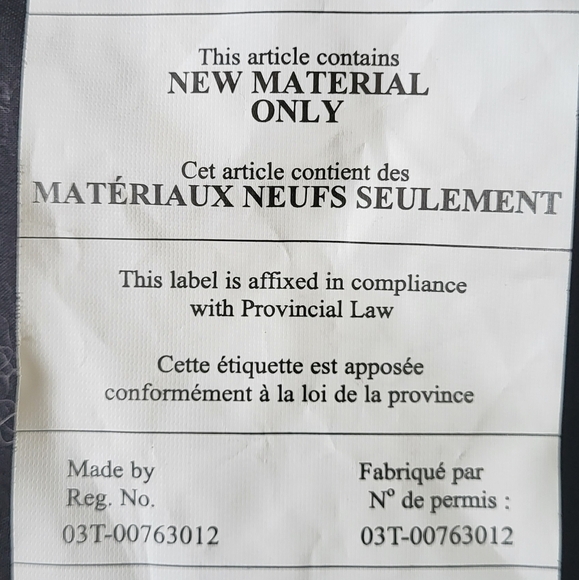 This article contains
NEW MATERIAL
ONLY
Cet article contient des
MATÉRIAUX NEUFS SEULEMENT
This label is affixed in compliance
with Provincial Law
Cette étiquette est apposée
conformément à la loi de la province
Made by
Reg. No.
03T-00763012
Fabriqué par
Nº de permis :
03T-00763012